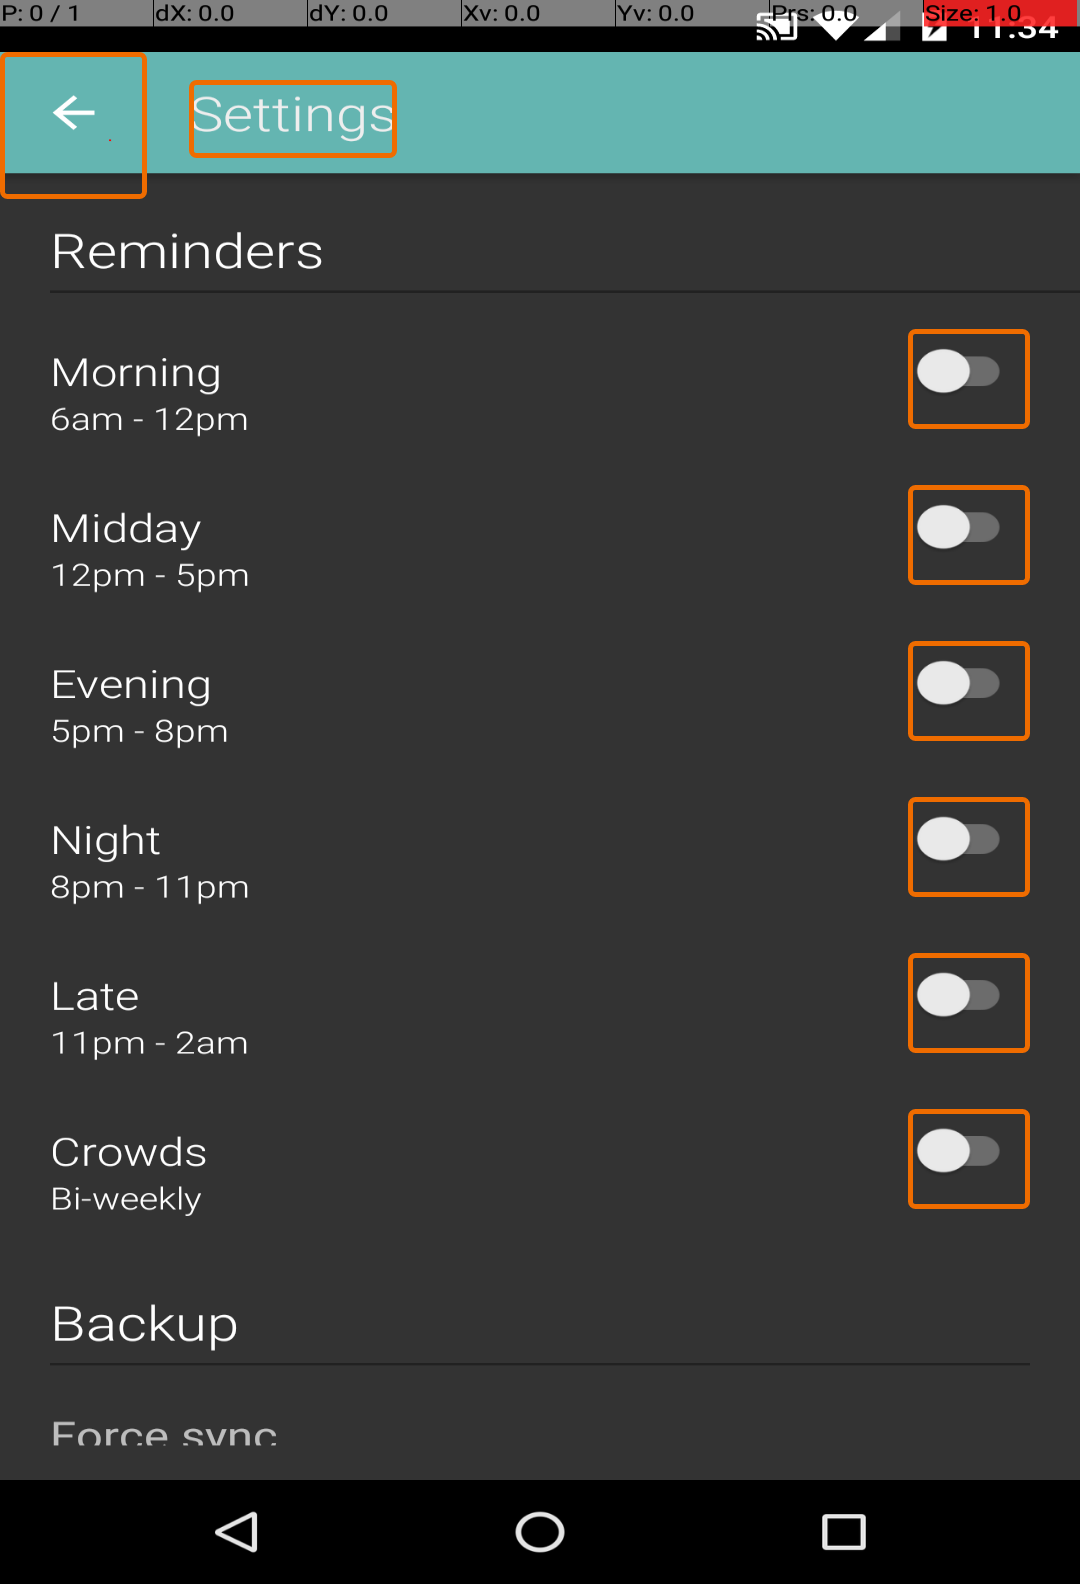 P: 0 / 1 dX: 0.0 dY: 0.0 Xv: 0.0 Yv: 0.0 Prs: 0.0 Size: 1.0
11:34
Settings
Reminders
Morning
6am - 12pm
Midday
12pm - 5pm
Evening
5pm - 8pm
Night
8pm - 11pm
Late
11pm - 2am
Crowds
Bi-weekly
Backup
Force sync